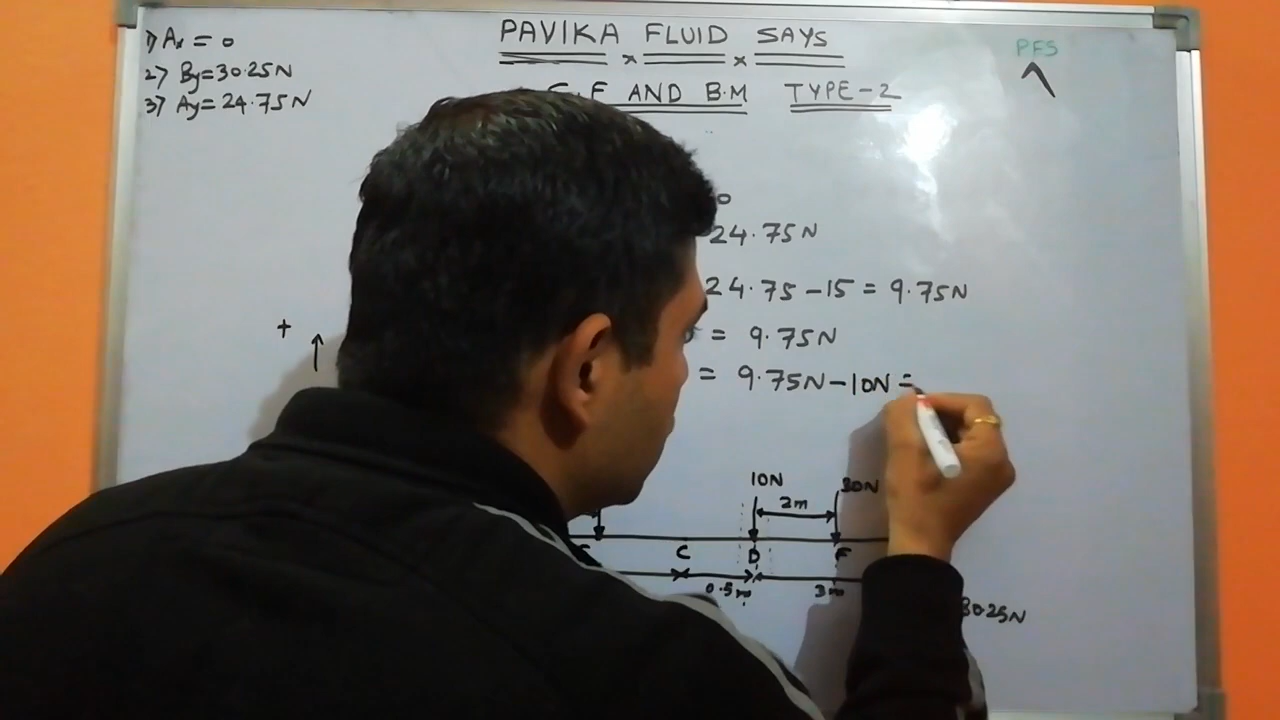 1) Ax = 0
2) By=30.25N
3) Ay=24.75N
PAVIKA FLUID SAYS
PFS
S.F AND B.M TYPE-2
0
24.75N
24.75 -15 = 9.75N
= 9.75N
= 9.75N-10N =
+
10N
30N
2m
C D F
0.5m 3m
30.25N